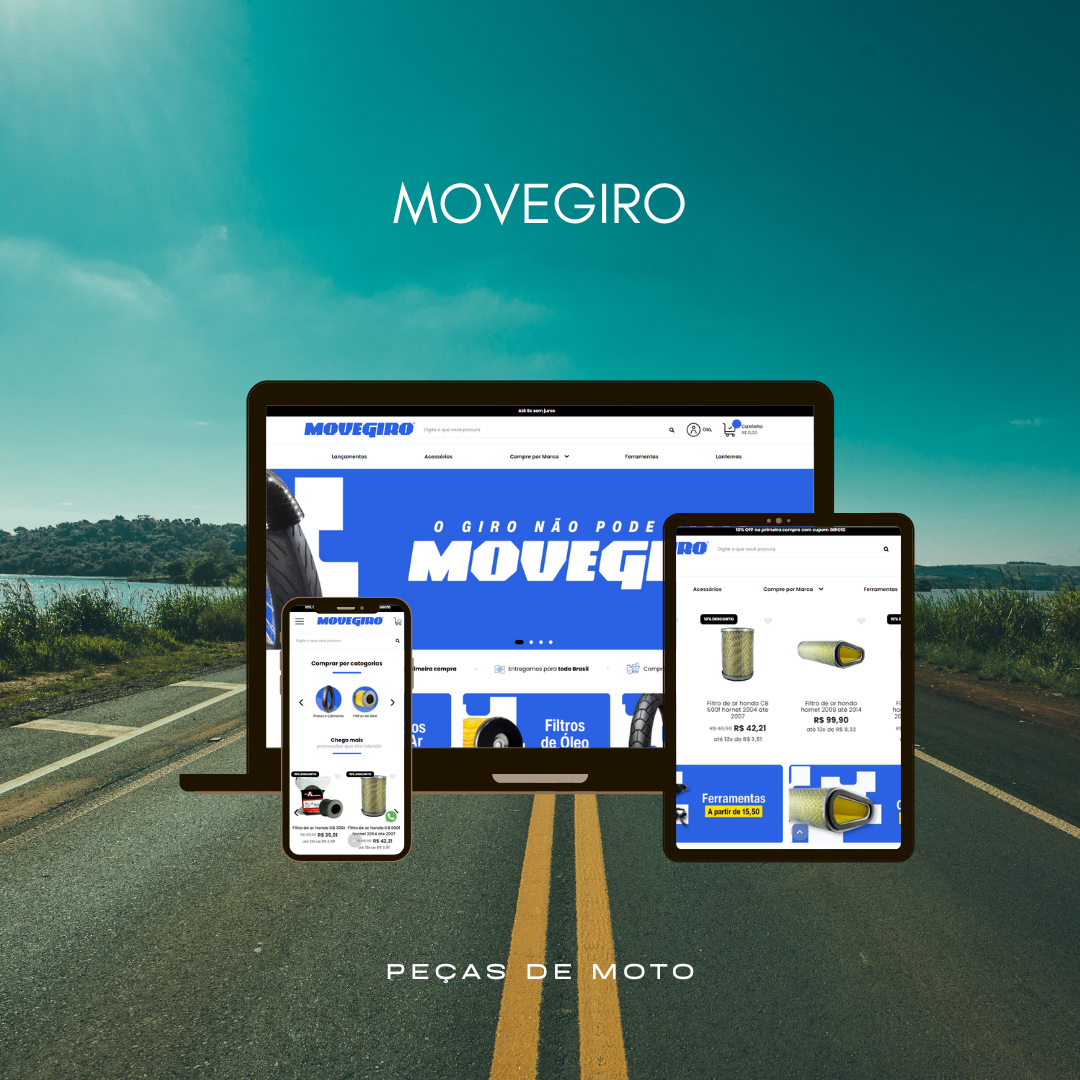 MOVEGIRO
Até 6x sem juros
MOVEGIRO
Digite o que você procura
Olá,
Carrinho
R$ 0,00
Lançamentos
Acessórios
Compre por Marca
Ferramentas
Lanternas
O GIRO NÃO PODE
MOVEGI
rimeira compra
Entregamos para todo Brasil
Compr
os
Ar
Filtros
de Óleo
10% OFF na primeira compra com cupom GIRO10
RO
Digite o que você procura
Acessórios
Compre por Marca
Ferramentas
10% DESCONTO
10%
Filtro de ar honda CB
600f hornet 2004 ate
2007
R$ 46,90 R$ 42,21
até 12x de R$ 3,51
Filtro de ar honda
hornet 2008 até 2014
R$ 99,90
até 12x de R$ 8,32
Ferramentas
A partir de 15,50
MOVEGIRO
Digite o que você procura
Comprar por categorias
Pneus e Câmaras
Filtros de óleo
Chega mais
promoções que tão rolando
10% DESCONTO
10% DESCONTO
Filtro de ar honda CB 300r
R$ 35,91
Filtro de ar honda CB 600f
hornet 2004 ate 2007
R$ 42,21
PEÇAS DE MOTO